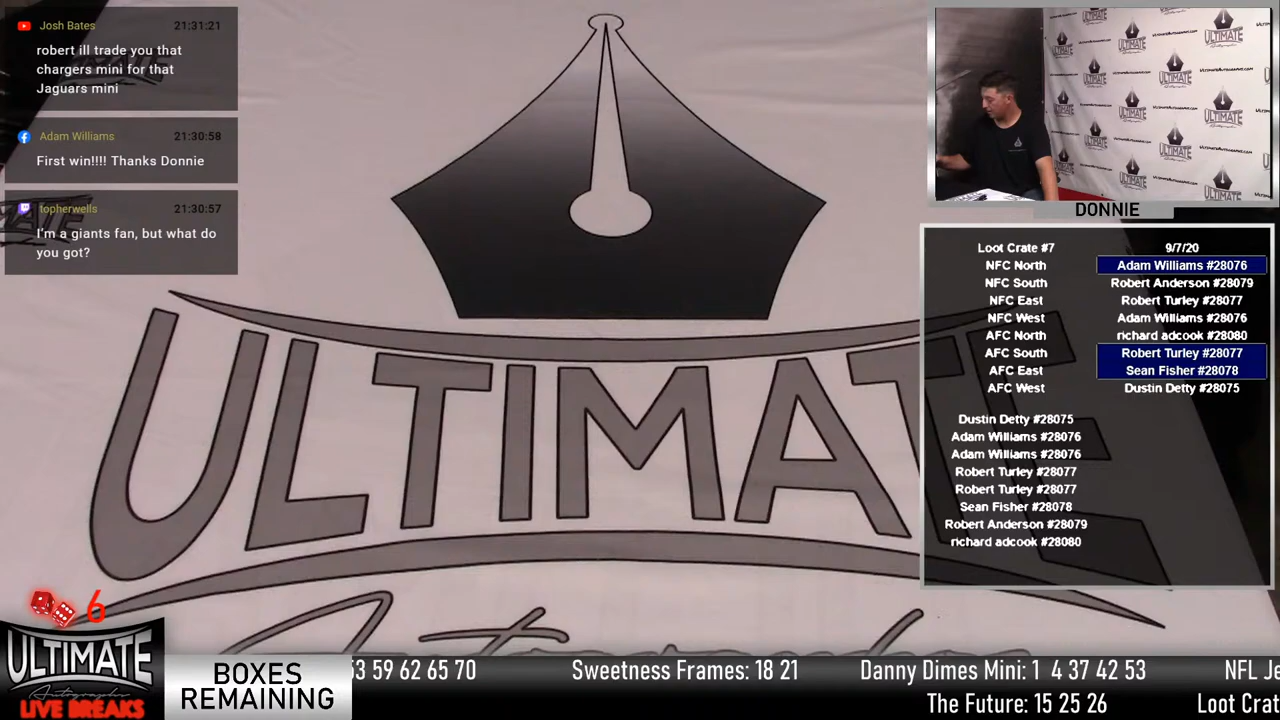 Josh Bates 21:31:21
robert ill trade you that
chargers mini for that
Jaguars mini
Adam Williams 21:30:58
First win!!!! Thanks Donnie
topherwells 21:30:57
I'm a giants fan, but what do
you got?
ULTIMA
DONNIE
Loot Crate #7 9/7/20
NFC North Adam Williams #28076
NFC South Robert Anderson #28079
NFC East Robert Turley #28077
NFC West Adam Williams #28076
AFC North richard adcook #28080
AFC South Robert Turley #28077
AFC East Sean Fisher #28078
AFC West Dustin Detty #28075
Dustin Detty #28075
Adam Williams #28076
Adam Williams #28076
Robert Turley #28077
Robert Turley #28077
Sean Fisher #28078
Robert Anderson #28079
richard adcook #28080
6
ULTIMATE
Autographs
LIVE BREAKS
BOXES
REMAINING
53 59 62 65 70 Sweetness Frames: 18 21 Danny Dimes Mini: 1 4 37 42 53 NFL Je
The Future: 15 25 26 Loot Crat